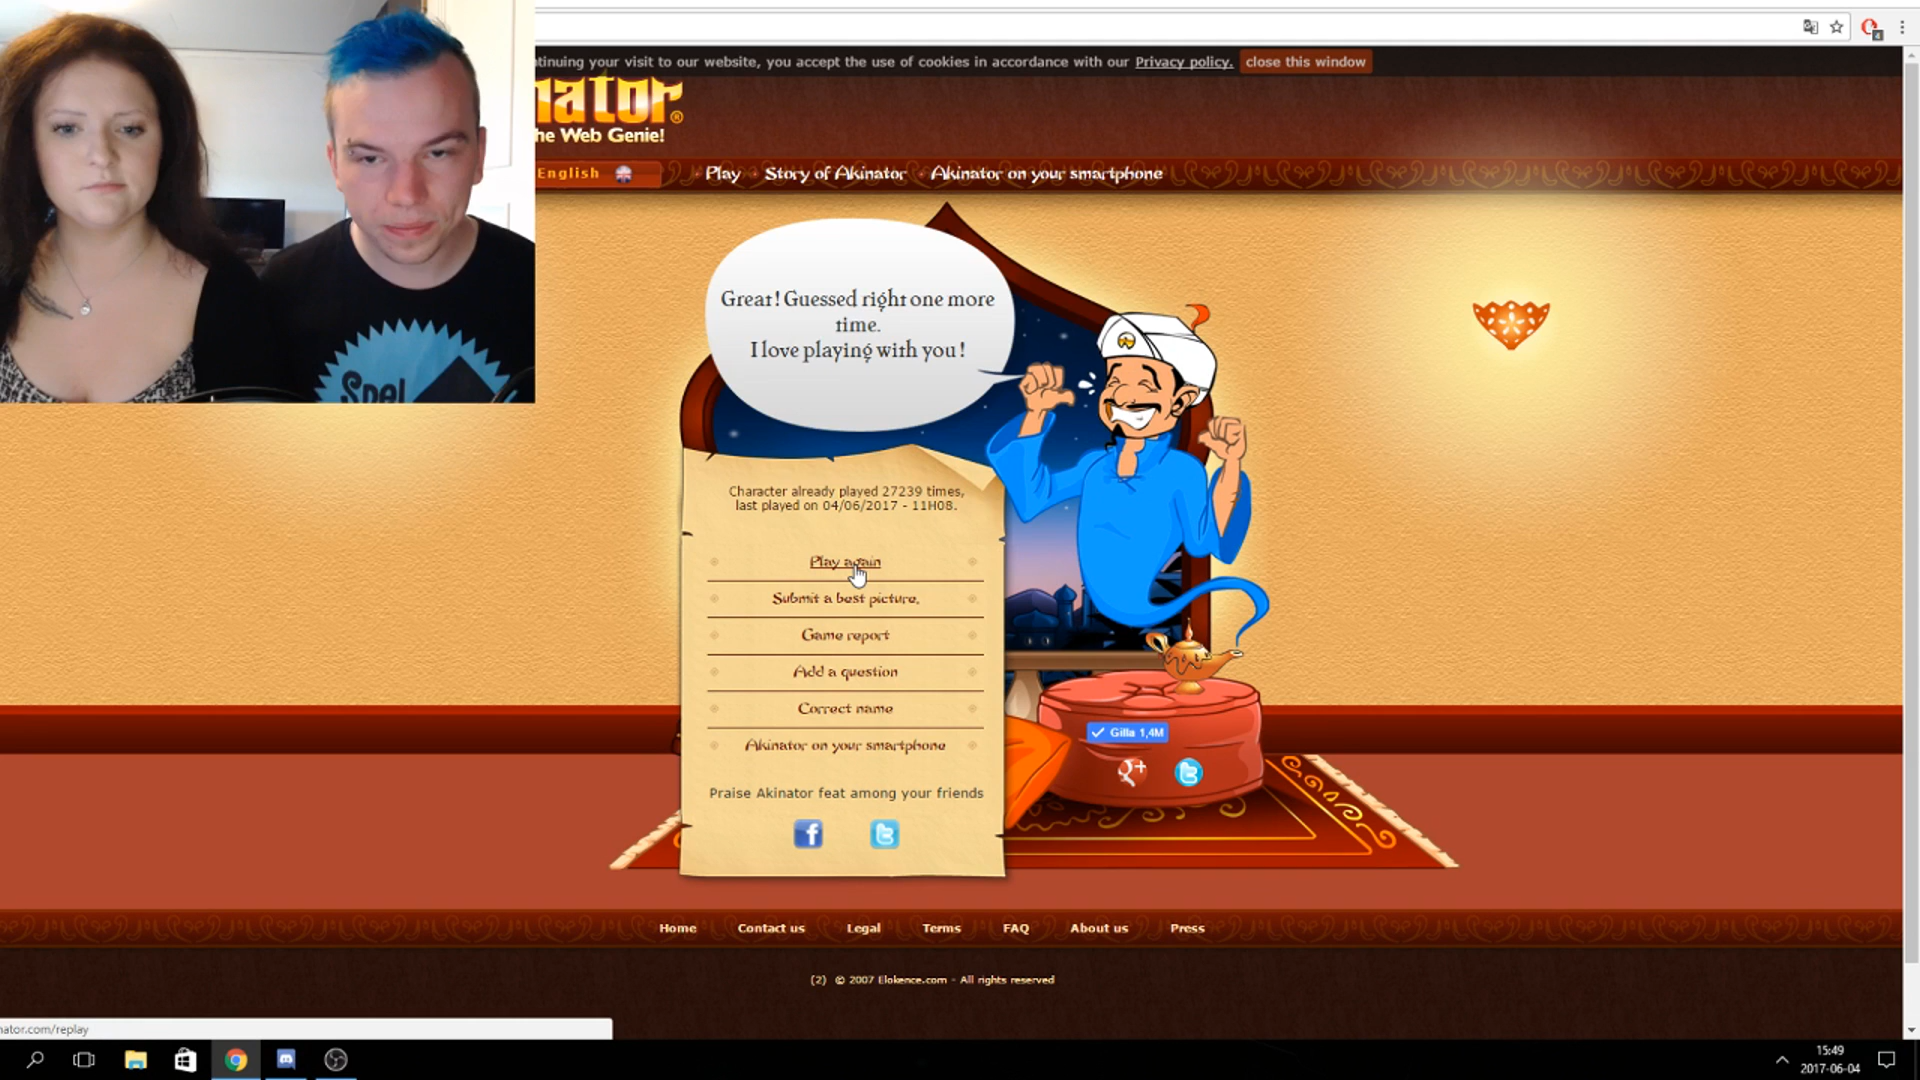 ntinuing your visit to our website, you accept the use of cookies in accordance with our Privacy policy. close this window
nator®
he Web Genie!
English
Play
Story of Akinator
Akinator on your smartphone
Great! Guessed right one more
time.
I love playing with you!
Spel
Character already played 27239 times,
last played on 04/06/2017 - 11H08.
Play again
Submit a best picture,
Game report
Add a question
Correct name
Akinator on your smartphone
Gilla 1,4M
g+
Praise Akinator feat among your friends
Home
Contact us
Legal
Terms
FAQ
About us
Press
(2) © 2007 Elokence.com - All rights reserved
nator.com/replay
15:49
2017-06-04